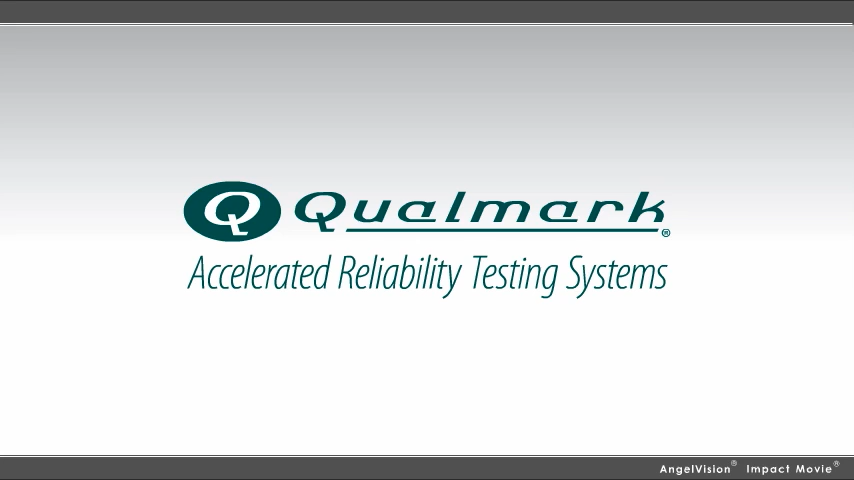 Q Qualmark®
Accelerated Reliability Testing Systems
AngelVision® Impact Movie®